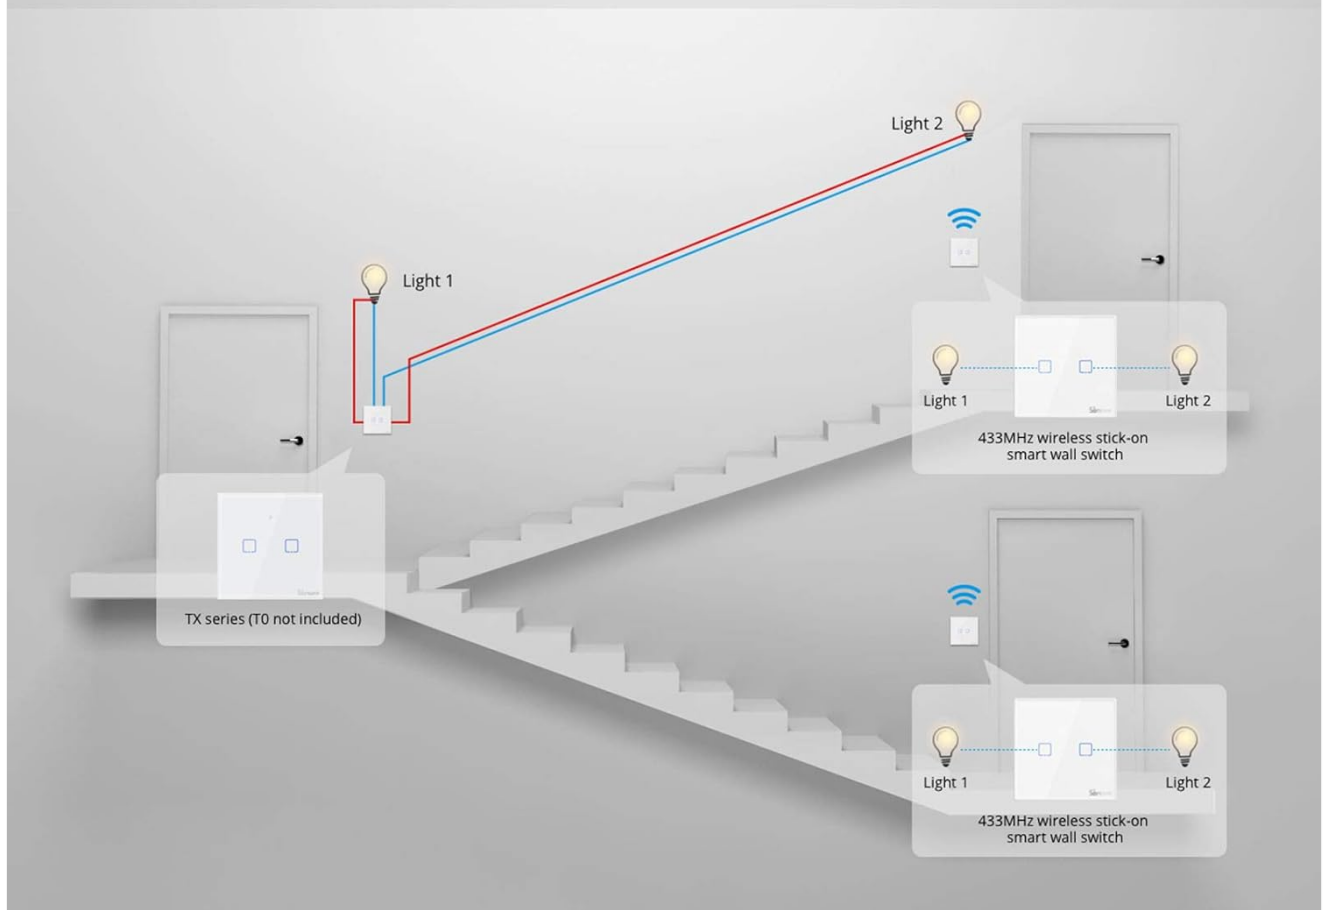 Light 2
Light 1
Light 1
Light 2
433MHz wireless stick-on
smart wall switch
TX series (T0 not included)
Light 1
Light 2
433MHz wireless stick-on
smart wall switch